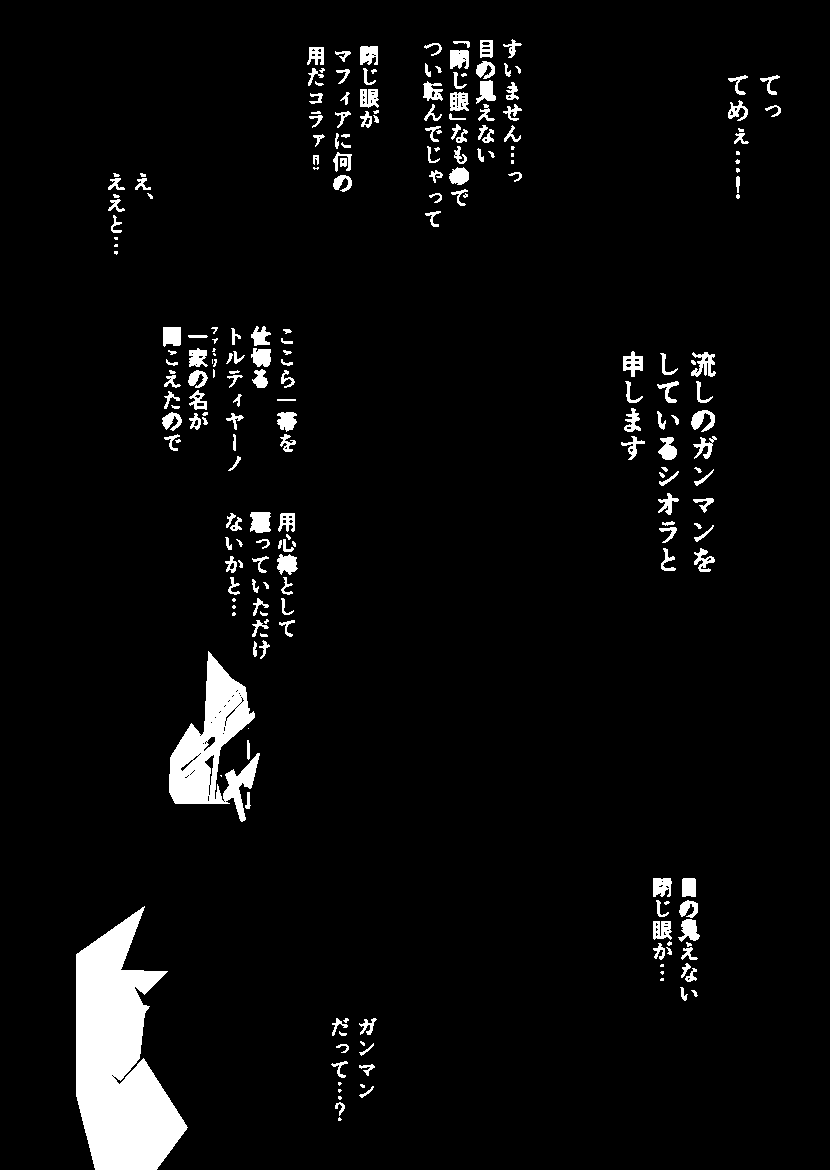 てっ
てめぇ…！
すいません…っ
目の見えない
「閉じ眼」なもので
つい転んでじゃって
閉じ眼が
マフィアに何の
用だコラァ!!
え、
ええと…
流しのガンマンを
しているシオラと
申します
ここら一帯を
仕切る
トルティヤーノ
一家の名が
ファミリー
聞こえたので
用心棒として
雇っていただけ
ないかと…
目の見えない
閉じ眼が…
ガンマン
だって…？